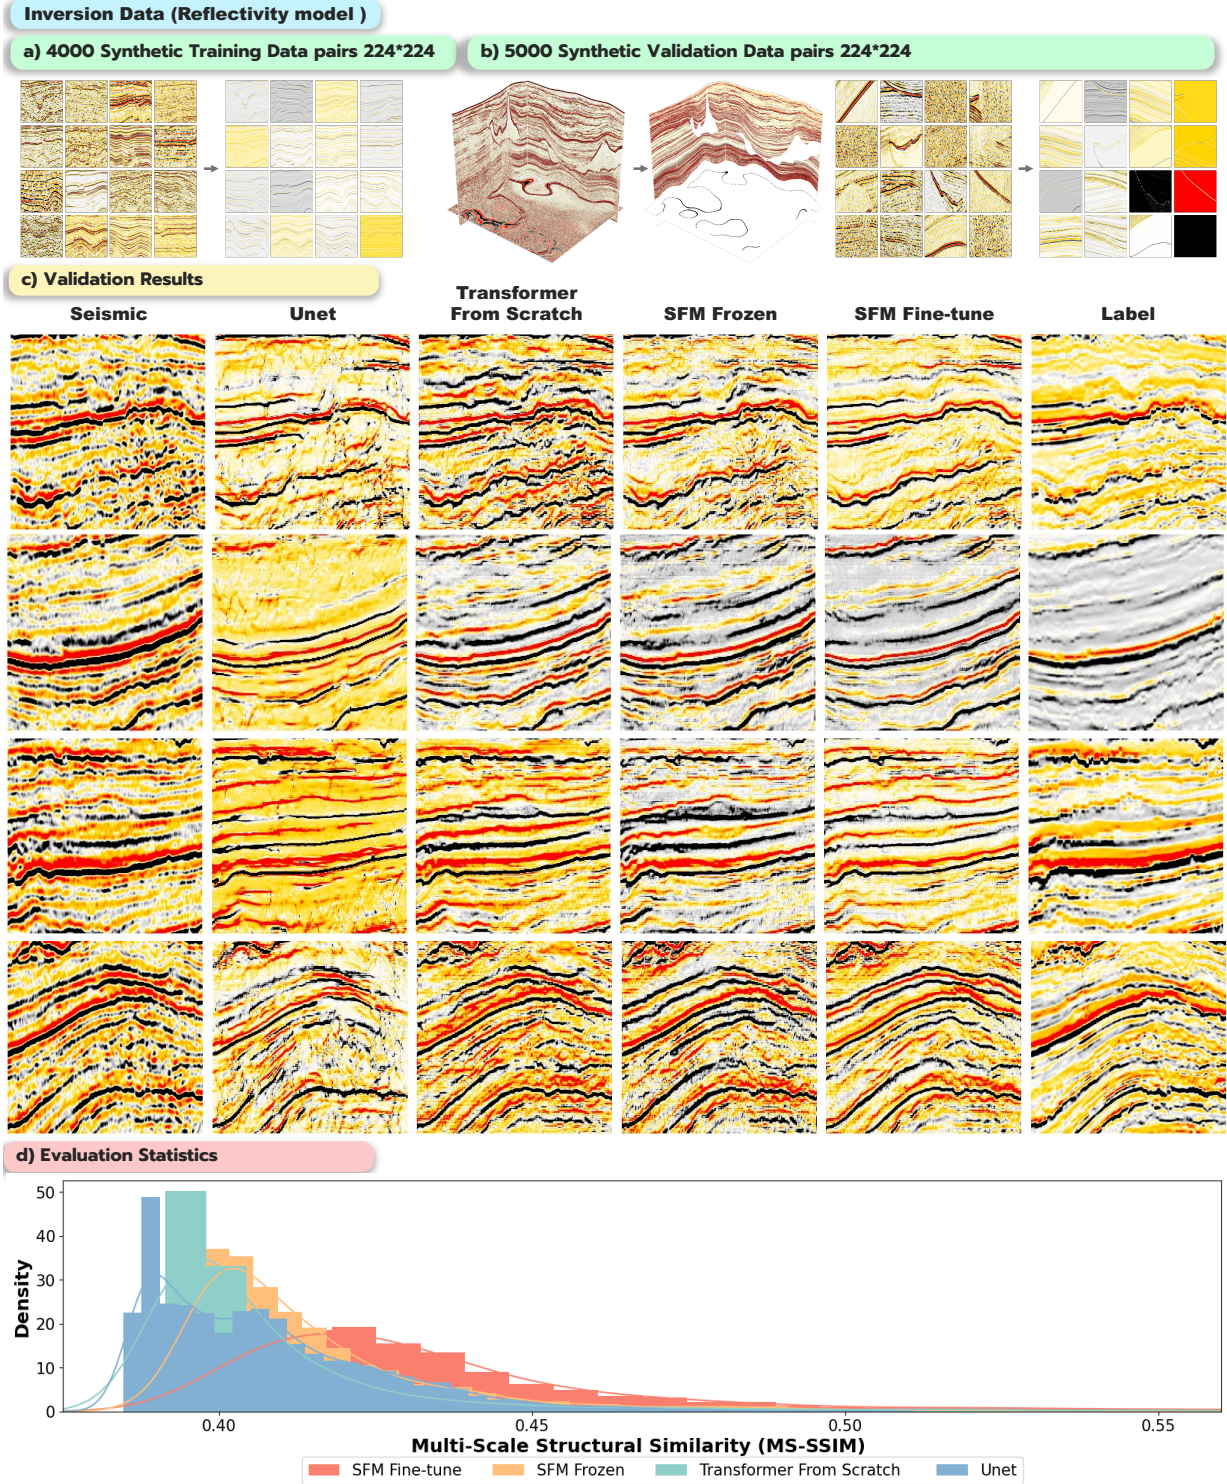 Inversion Data (Reflectivity model )
a) 4000 Synthetic Training Data pairs 224*224
b) 5000 Synthetic Validation Data pairs 224*224
c) Validation Results
Seismic
Unet
Transformer
From Scratch
SFM Frozen
SFM Fine-tune
Label
d) Evaluation Statistics
50
40
30
20
10
0
Density
0.40
0.45
0.50
0.55
Multi-Scale Structural Similarity (MS-SSIM)
SFM Fine-tune
SFM Frozen
Transformer From Scratch
Unet